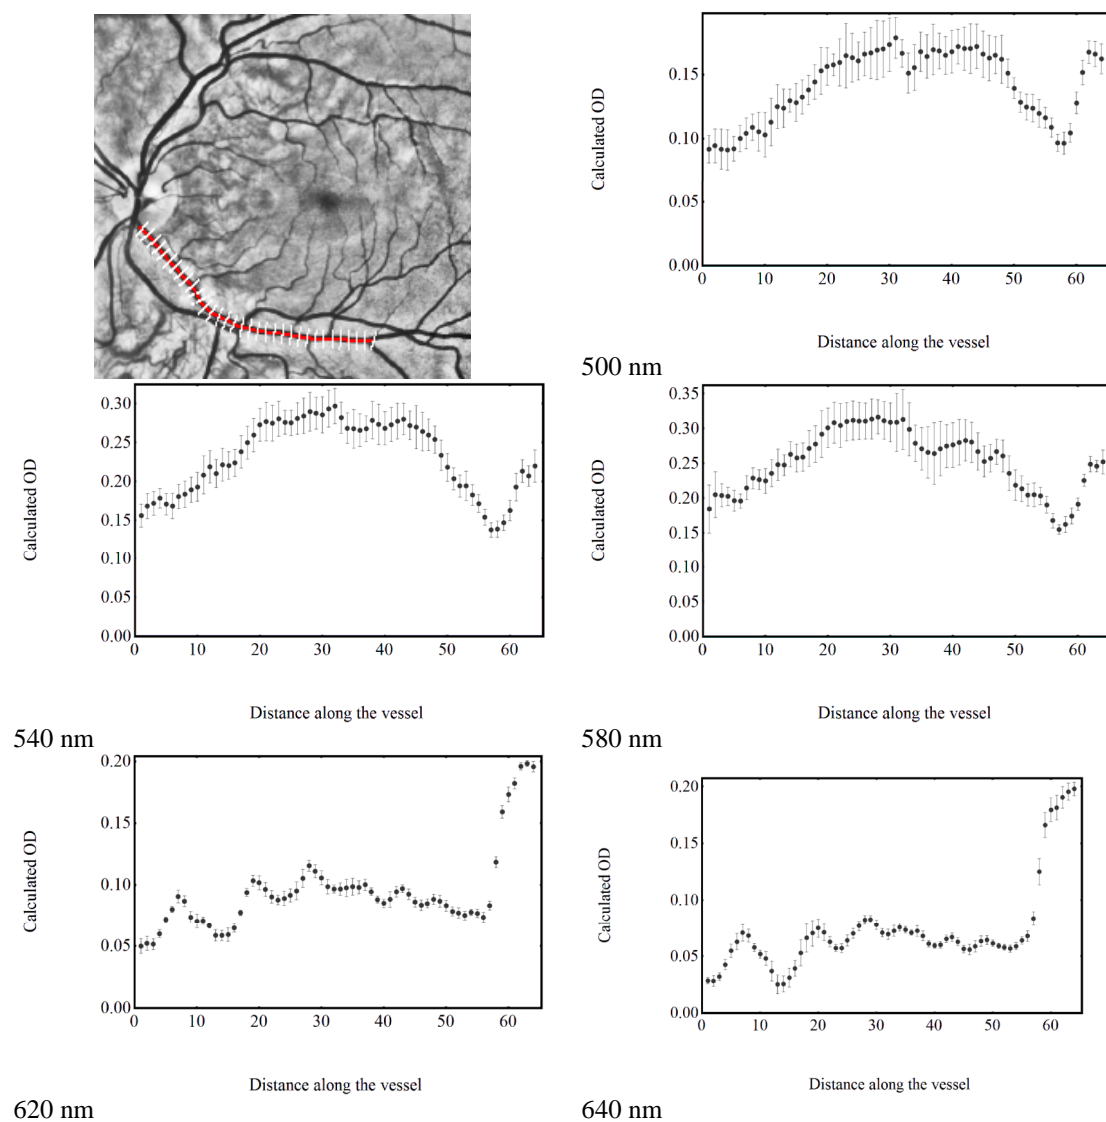 Calculated OD
0.15
0.10
0.05
0.00
0 10 20 30 40 50 60
Distance along the vessel
500 nm
Calculated OD
0.30
0.25
0.20
0.15
0.10
0.05
0.00
0 10 20 30 40 50 60
Distance along the vessel
540 nm
Calculated OD
0.35
0.30
0.25
0.20
0.15
0.10
0.05
0.00
0 10 20 30 40 50 60
Distance along the vessel
580 nm
Calculated OD
0.20
0.15
0.10
0.05
0.00
0 10 20 30 40 50 60
Distance along the vessel
620 nm
Calculated OD
0.20
0.15
0.10
0.05
0.00
0 10 20 30 40 50 60
Distance along the vessel
640 nm